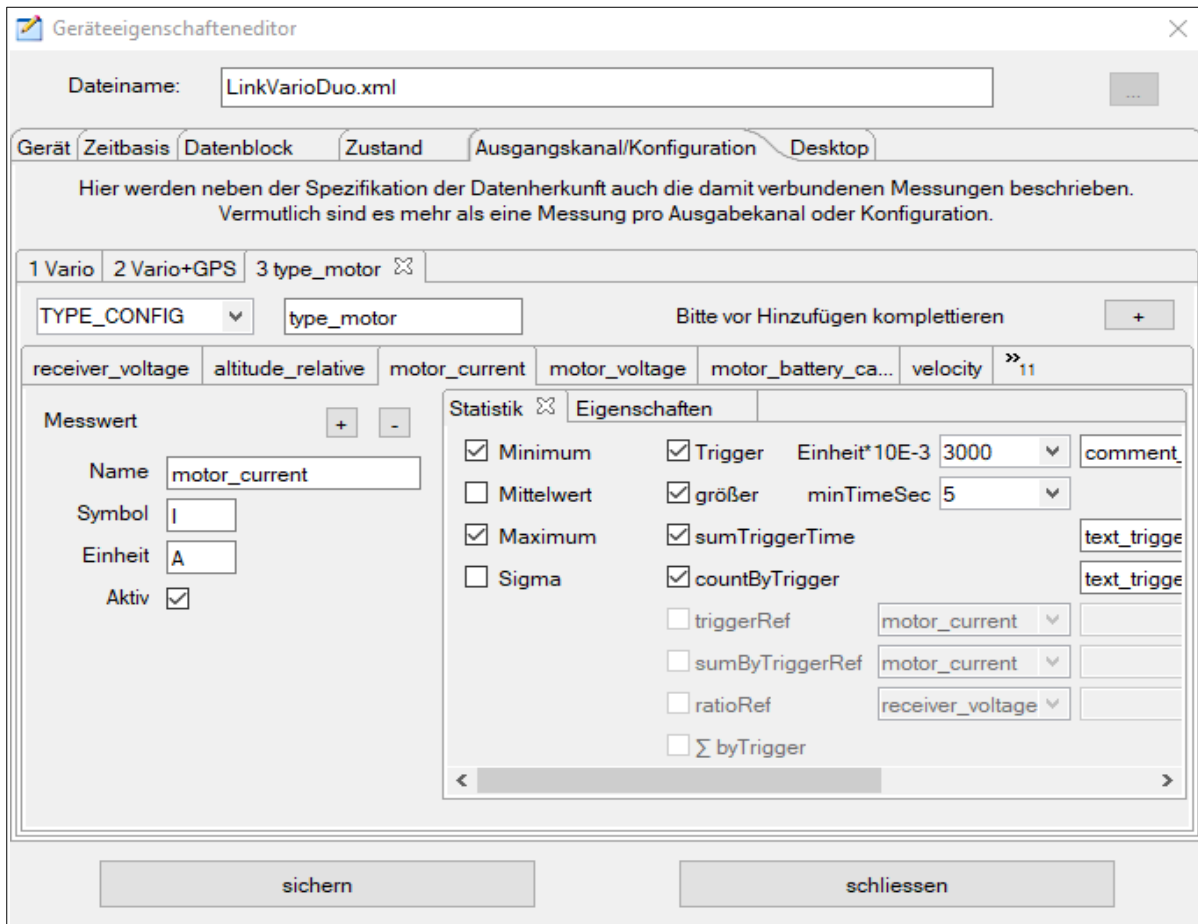 Geräteeigenschafteneditor
Dateiname: LinkVarioDuo.xml ...
Gerät Zeitbasis Datenblock Zustand Ausgangskanal/Konfiguration Desktop
Hier werden neben der Spezifikation der Datenherkunft auch die damit verbundenen Messungen beschrieben.
Vermutlich sind es mehr als eine Messung pro Ausgabekanal oder Konfiguration.
1 Vario 2 Vario+GPS 3 type_motor
TYPE_CONFIG type_motor Bitte vor Hinzufügen komplettieren +
receiver_voltage altitude_relative motor_current motor_voltage motor_battery_ca... velocity »11
Statistik Eigenschaften
Messwert + -
Name motor_current
Symbol I
Einheit A
Aktiv
Minimum Trigger Einheit*10E-3 3000 comment_
Mittelwert größer minTimeSec 5
Maximum sumTriggerTime text_trigge
Sigma countByTrigger text_trigge
triggerRef motor_current
sumByTriggerRef motor_current
ratioRef receiver_voltage
∑ byTrigger
sichern schliessen